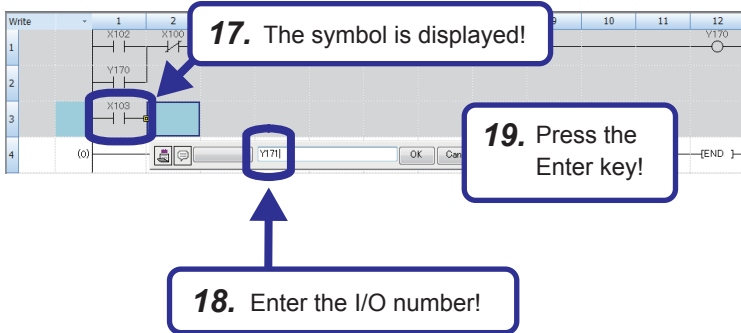 Write 1 2 9 10 11 12
17. The symbol is displayed!
X102 X100 Y170
1
Y170
2
X103
3
19. Press the
Enter key!
4 (0) Y171 OK [END ]
18. Enter the I/O number!